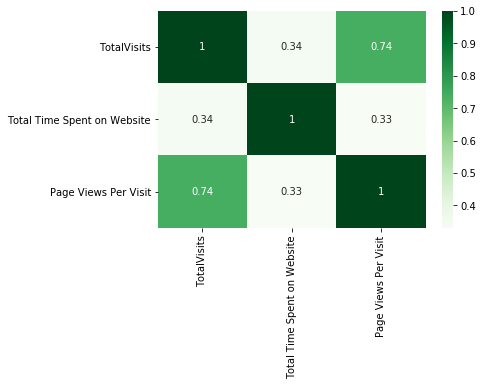 TotalVisits
1
0.34
0.74
Total Time Spent on Website
0.34
1
0.33
Page Views Per Visit
0.74
0.33
1
TotalVisits
Total Time Spent on Website
Page Views Per Visit
1.0
0.9
0.8
0.7
0.6
0.5
0.4